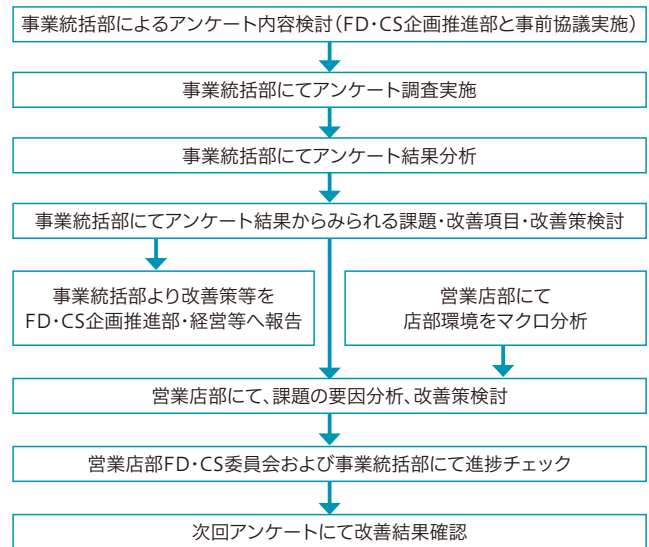 事業統括部によるアンケート内容検討(FD・CS企画推進部と事前協議実施)
事業統括部にてアンケート調査実施
事業統括部にてアンケート結果分析
事業統括部にてアンケート結果からみられる課題・改善項目・改善策検討
事業統括部より改善策等を
FD・CS企画推進部・経営等へ報告
営業店部にて
店部環境をマクロ分析
営業店部にて、課題の要因分析、改善策検討
営業店部FD・CS委員会および事業統括部にて進捗チェック
次回アンケートにて改善結果確認